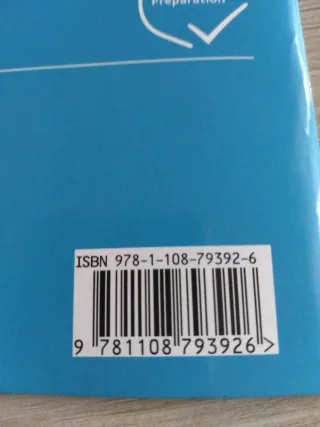 Preparation
ISBN 978-1-108-79392-6
9 781108 793926 >